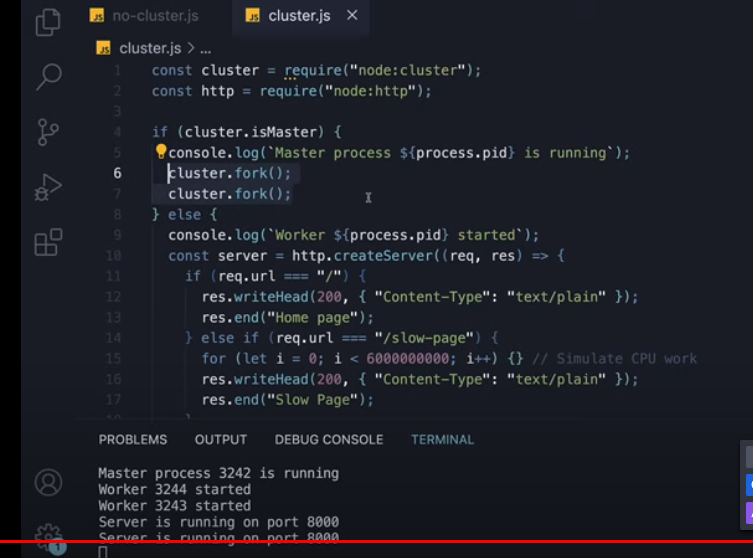 JS no-cluster.js
JS cluster.js ×
JS cluster.js > ...
1 const cluster = require("node:cluster");
2 const http = require("node:http");
3
4 if (cluster.isMaster) {
5 console.log(`Master process ${process.pid} is running`);
6 cluster.fork();
7 cluster.fork();
8 } else {
9 console.log(`Worker ${process.pid} started`);
10 const server = http.createServer((req, res) => {
11 if (req.url === "/") {
12 res.writeHead(200, { "Content-Type": "text/plain" });
13 res.end("Home page");
14 } else if (req.url === "/slow-page") {
15 for (let i = 0; i < 6000000000; i++) {} // Simulate CPU work
16 res.writeHead(200, { "Content-Type": "text/plain" });
17 res.end("Slow Page");
PROBLEMS OUTPUT DEBUG CONSOLE TERMINAL
Master process 3242 is running
Worker 3244 started
Worker 3243 started
Server is running on port 8000
Server is running on port 8000
1